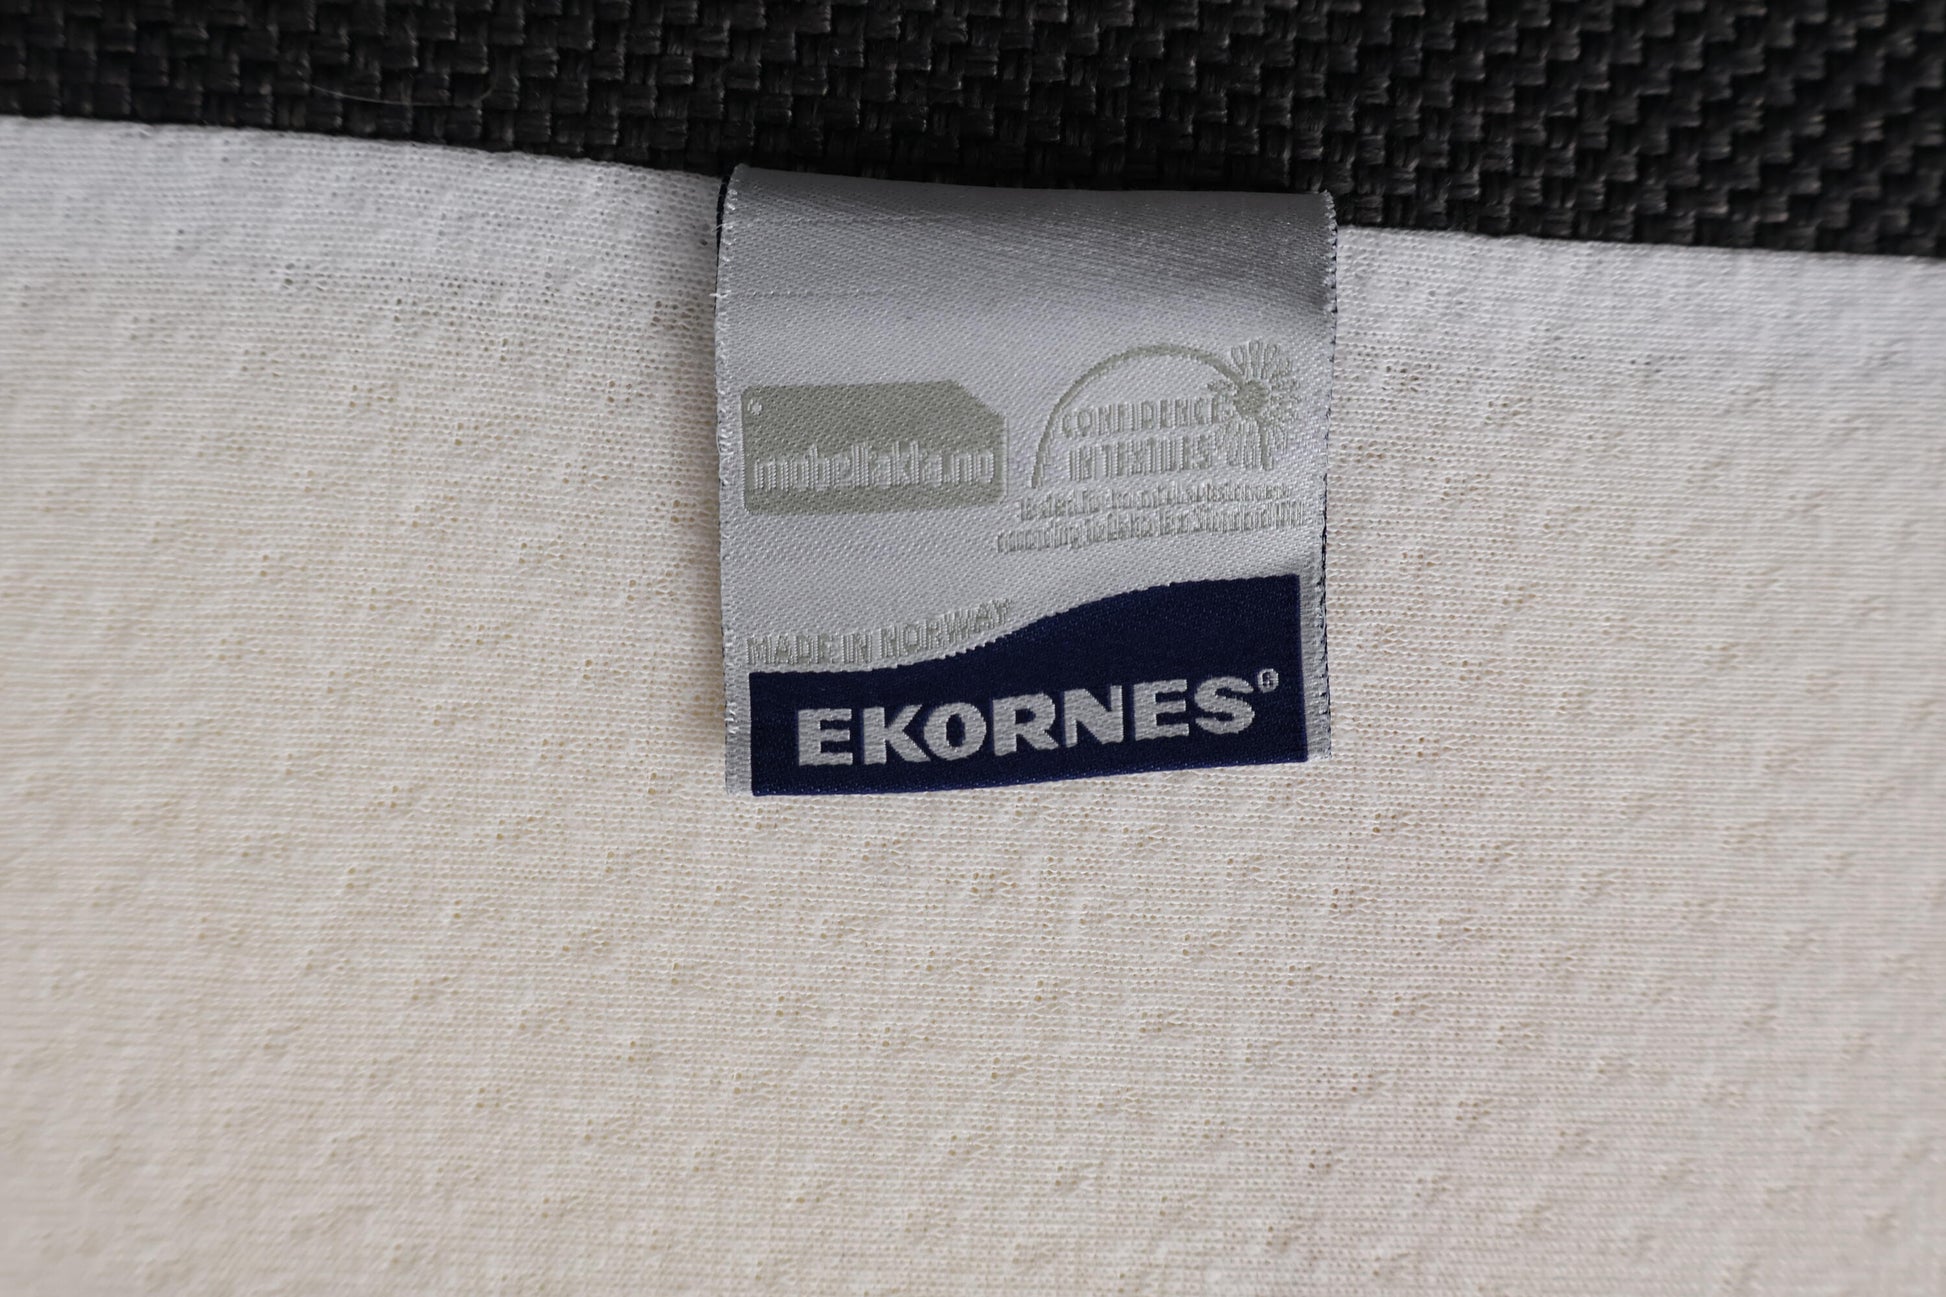 mobelfakta.no
CONFIDENCE
IN TEXTILES
MADE IN NORWAY
EKORNES®